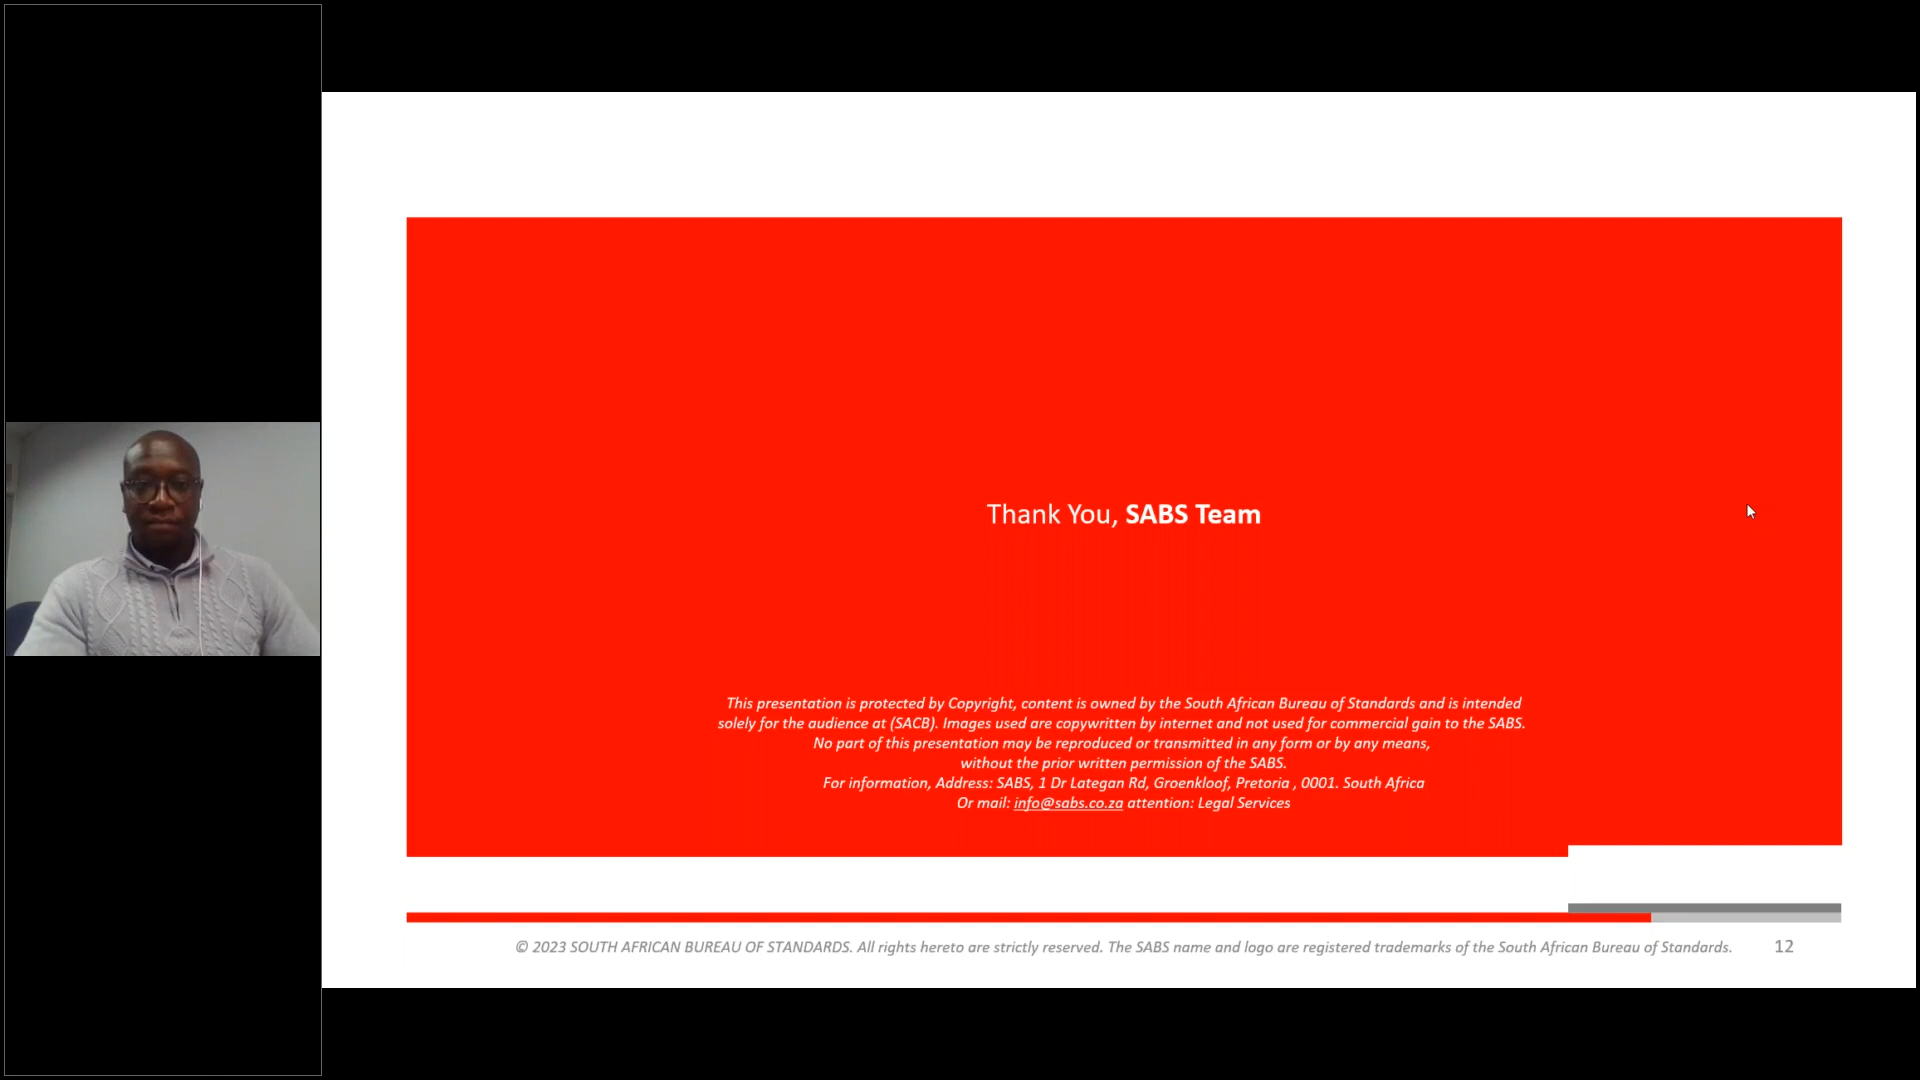 Thank You, SABS Team
This presentation is protected by Copyright, content is owned by the South African Bureau of Standards and is intended
solely for the audience at (SACB). Images used are copywritten by internet and not used for commercial gain to the SABS.
No part of this presentation may be reproduced or transmitted in any form or by any means,
without the prior written permission of the SABS.
For information, Address: SABS, 1 Dr Lategan Rd, Groenkloof, Pretoria , 0001. South Africa
Or mail: info@sabs.co.za attention: Legal Services
© 2023 SOUTH AFRICAN BUREAU OF STANDARDS. All rights hereto are strictly reserved. The SABS name and logo are registered trademarks of the South African Bureau of Standards. 12